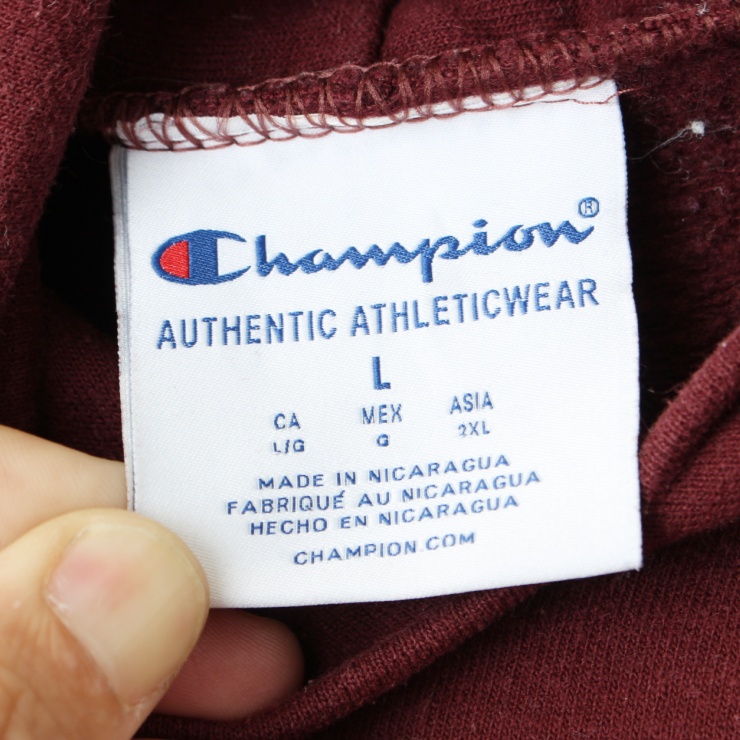 Champion®
AUTHENTIC ATHLETICWEAR
L
CA MEX ASIA
L/G G 2XL
MADE IN NICARAGUA
FABRIQUÉ AU NICARAGUA
HECHO EN NICARAGUA
CHAMPION.COM